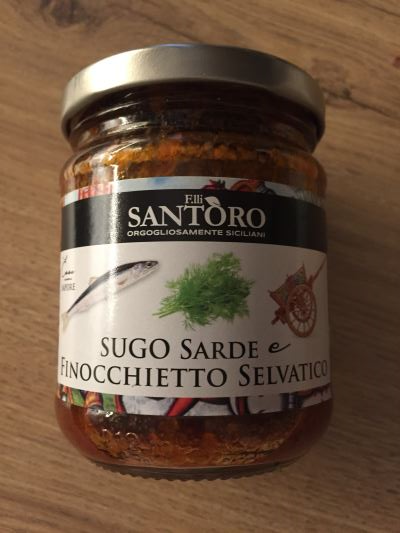 F.lli
SANTORO
ORGOGLIOSAMENTE SICILIANI
SUGO SARDE e
FINOCCHIETTO SELVATICO